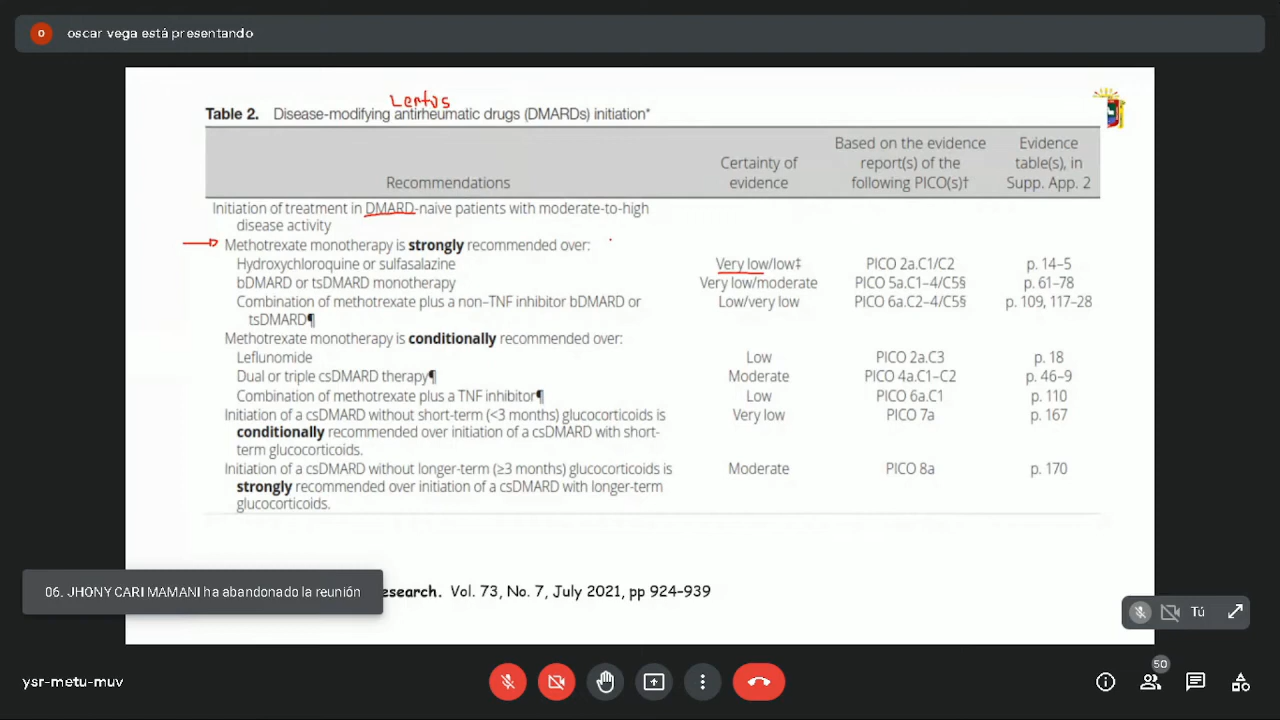 O oscar vega está presentando
Lentos
Table 2. Disease-modifying antirheumatic drugs (DMARDs) initiation*
Recommendations Certainty of evidence Based on the evidence report(s) of the following PICO(s)† Evidence table(s), in Supp. App. 2
Initiation of treatment in DMARD-naive patients with moderate-to-high
disease activity
Methotrexate monotherapy is strongly recommended over:
Hydroxychloroquine or sulfasalazine Very low/low‡ PICO 2a.C1/C2 p. 14–5
bDMARD or tsDMARD monotherapy Very low/moderate PICO 5a.C1–4/C5§ p. 61–78
Combination of methotrexate plus a non–TNF inhibitor bDMARD or Low/very low PICO 6a.C2–4/C5§ p. 109, 117–28
tsDMARD¶
Methotrexate monotherapy is conditionally recommended over:
Leflunomide Low PICO 2a.C3 p. 18
Dual or triple csDMARD therapy¶ Moderate PICO 4a.C1–C2 p. 46–9
Combination of methotrexate plus a TNF inhibitor¶ Low PICO 6a.C1 p. 110
Initiation of a csDMARD without short-term (<3 months) glucocorticoids is Very low PICO 7a p. 167
conditionally recommended over initiation of a csDMARD with short-
term glucocorticoids.
Initiation of a csDMARD without longer-term (≥3 months) glucocorticoids is Moderate PICO 8a p. 170
strongly recommended over initiation of a csDMARD with longer-term
glucocorticoids.
06. JHONY CARI MAMANI ha abandonado la reunión
esearch. Vol. 73, No. 7, July 2021, pp 924-939
Tú
50
ysr-metu-muv